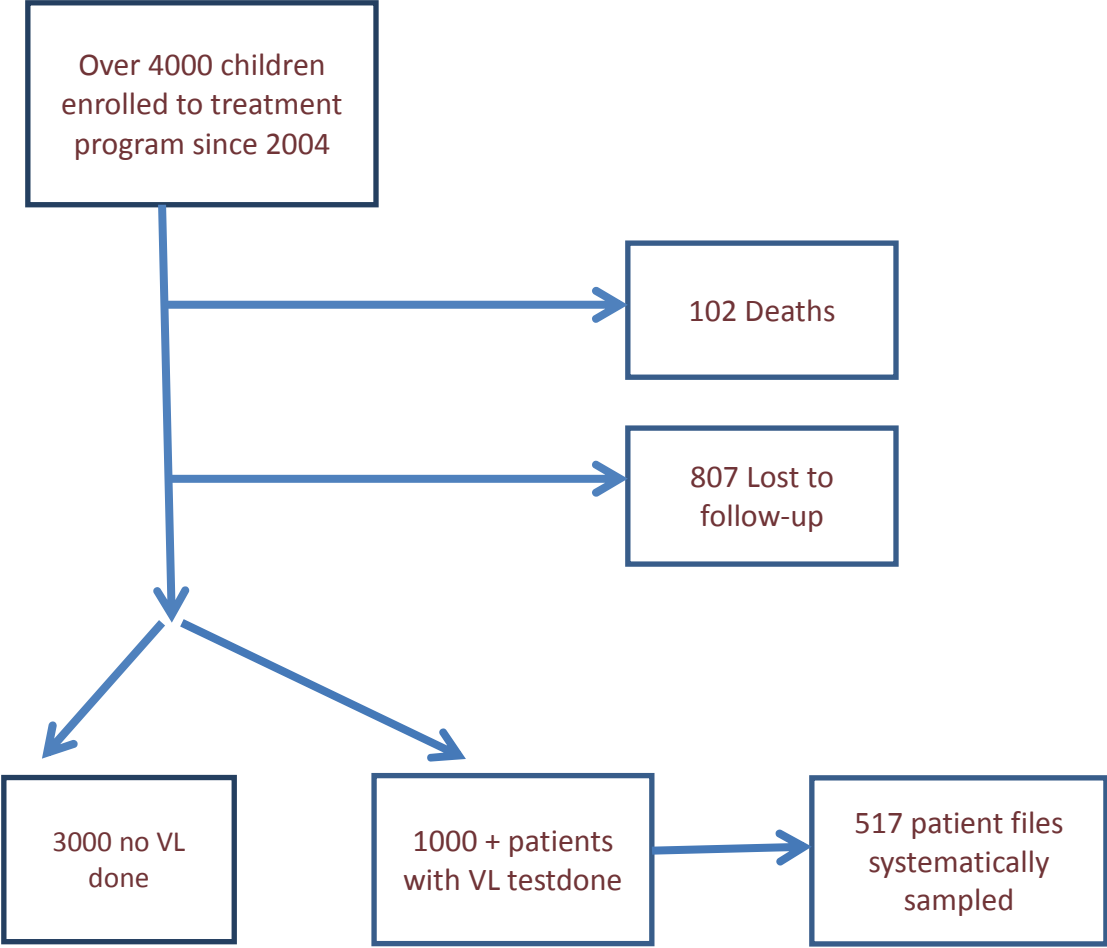 Over 4000 children
enrolled to treatment
program since 2004
102 Deaths
807 Lost to
follow-up
3000 no VL
done
1000 + patients
with VL testdone
517 patient files
systematically
sampled